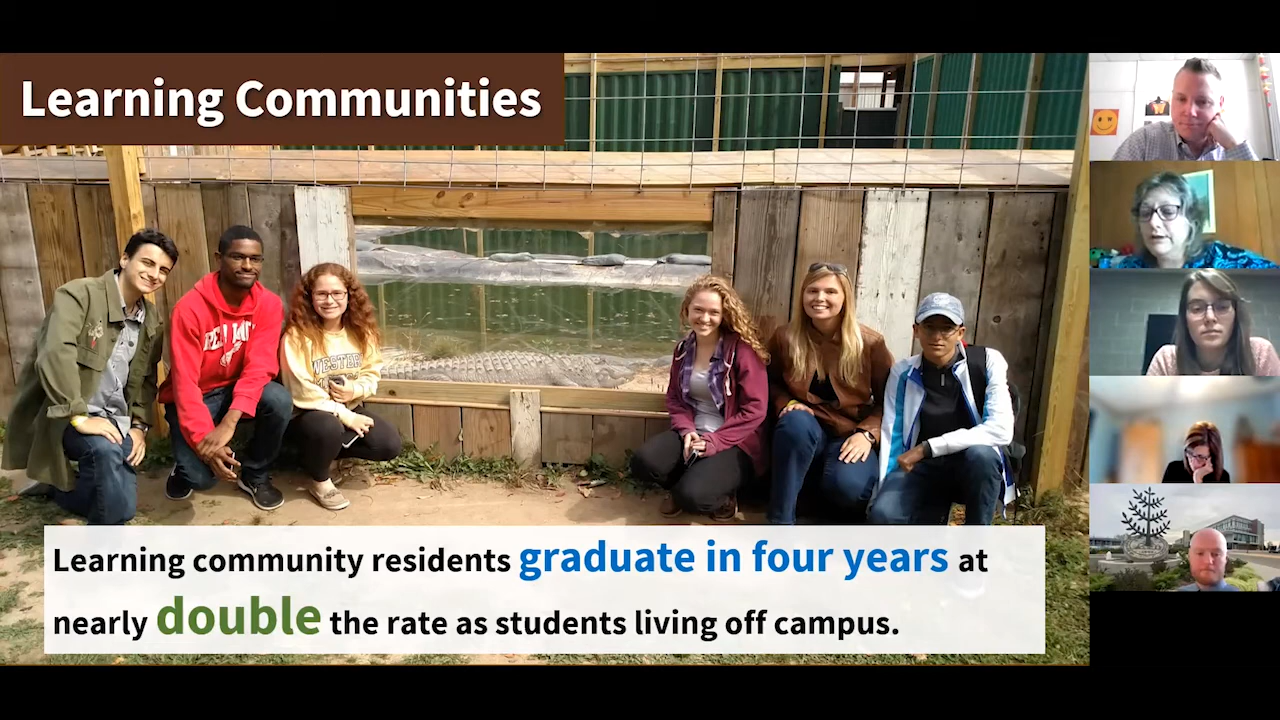 Learning Communities
WESTERN
Learning community residents graduate in four years at
nearly double the rate as students living off campus.